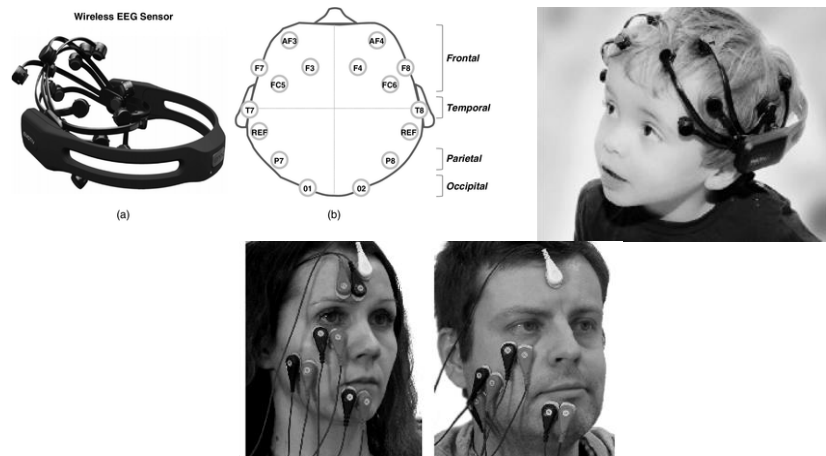 Wireless EEG Sensor
AF3
AF4
F7
F3
F4
F8
FC5
FC6
T7
T8
REF
REF
P7
P8
01
02
Frontal
Temporal
Parietal
Occipital
(a)
(b)